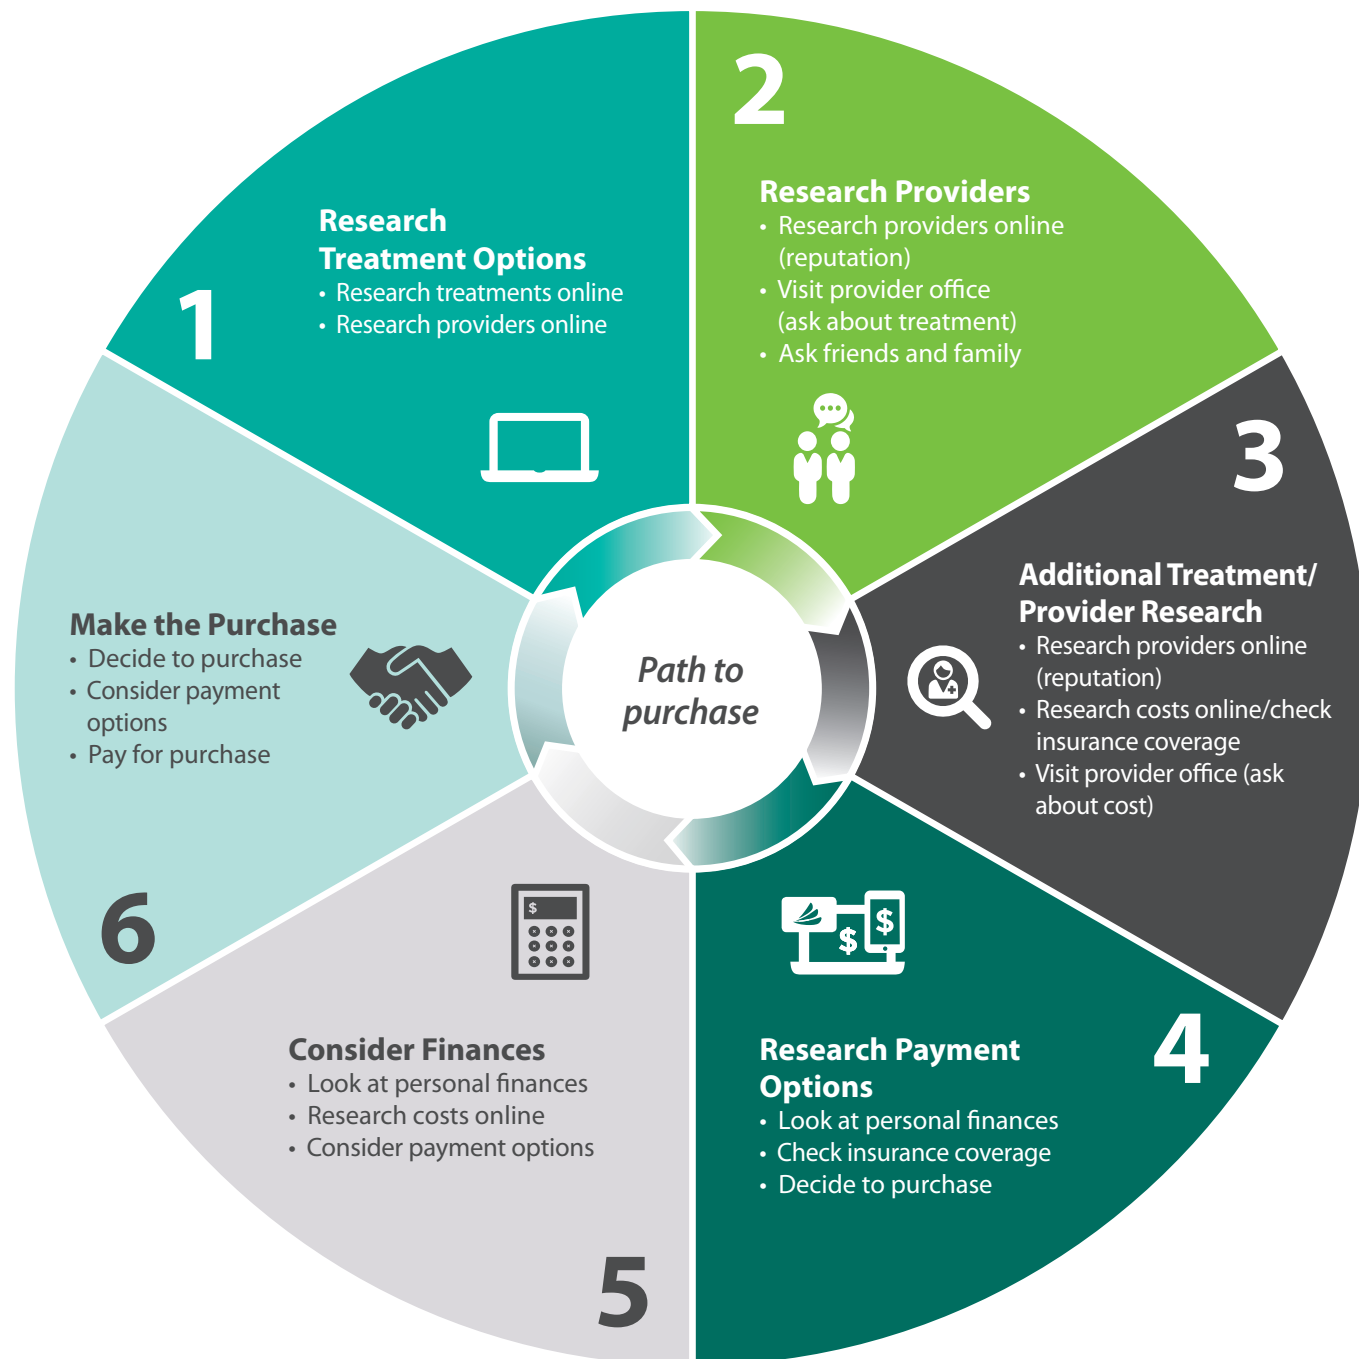 1
Research
Treatment Options
• Research treatments online
• Research providers online
2
Research Providers
• Research providers online
(reputation)
• Visit provider office
(ask about treatment)
• Ask friends and family
3
Additional Treatment/
Provider Research
• Research providers online
(reputation)
• Research costs online/check
insurance coverage
• Visit provider office (ask
about cost)
4
$
$
Research Payment
Options
• Look at personal finances
• Check insurance coverage
• Decide to purchase
5
$
Consider Finances
• Look at personal finances
• Research costs online
• Consider payment options
6
Make the Purchase
• Decide to purchase
• Consider payment
options
• Pay for purchase
Path to
purchase